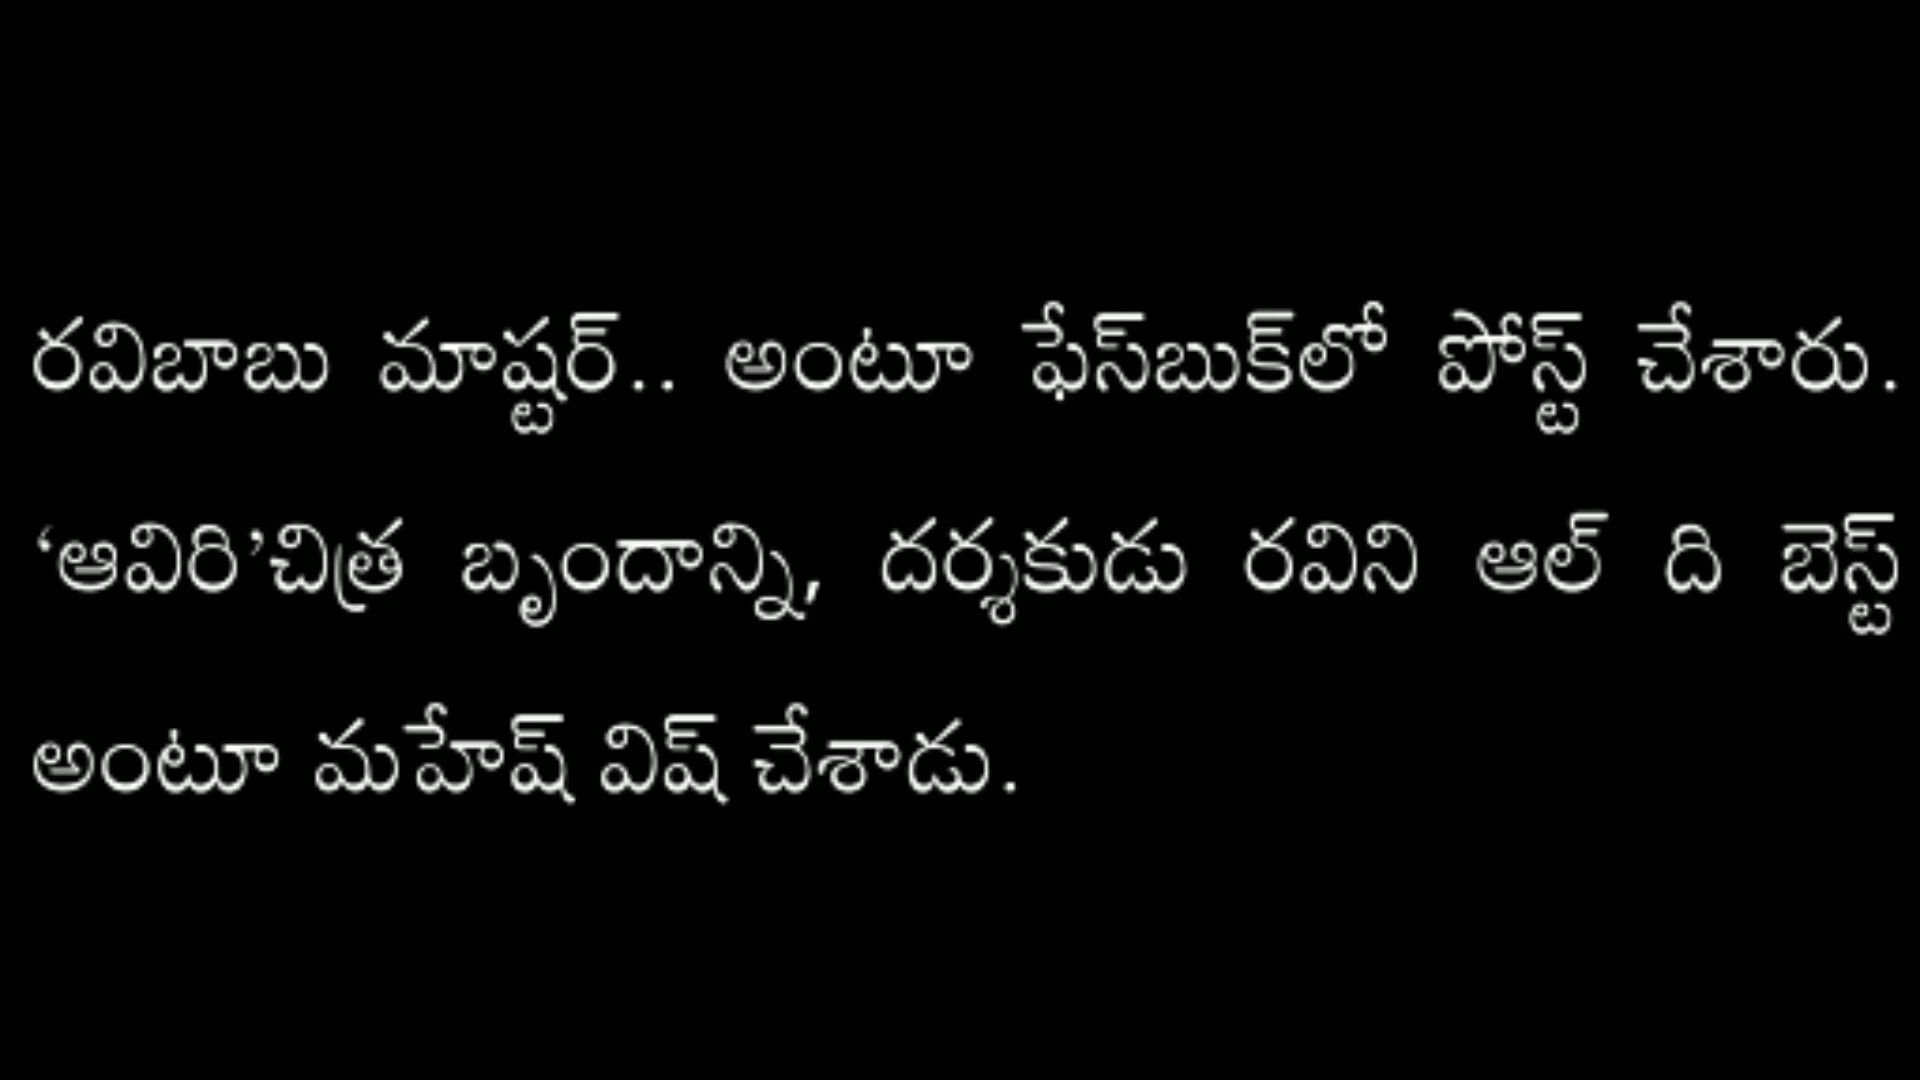 రవిబాబు మాష్టర్.. అంటూ ఫేస్‌బుక్‌లో పోస్ట్ చేశారు.
‘ఆవిరి’చిత్ర బృందాన్ని, దర్శకుడు రవిని ఆల్ ది బెస్ట్
అంటూ మహేష్ విష్ చేశాడు.